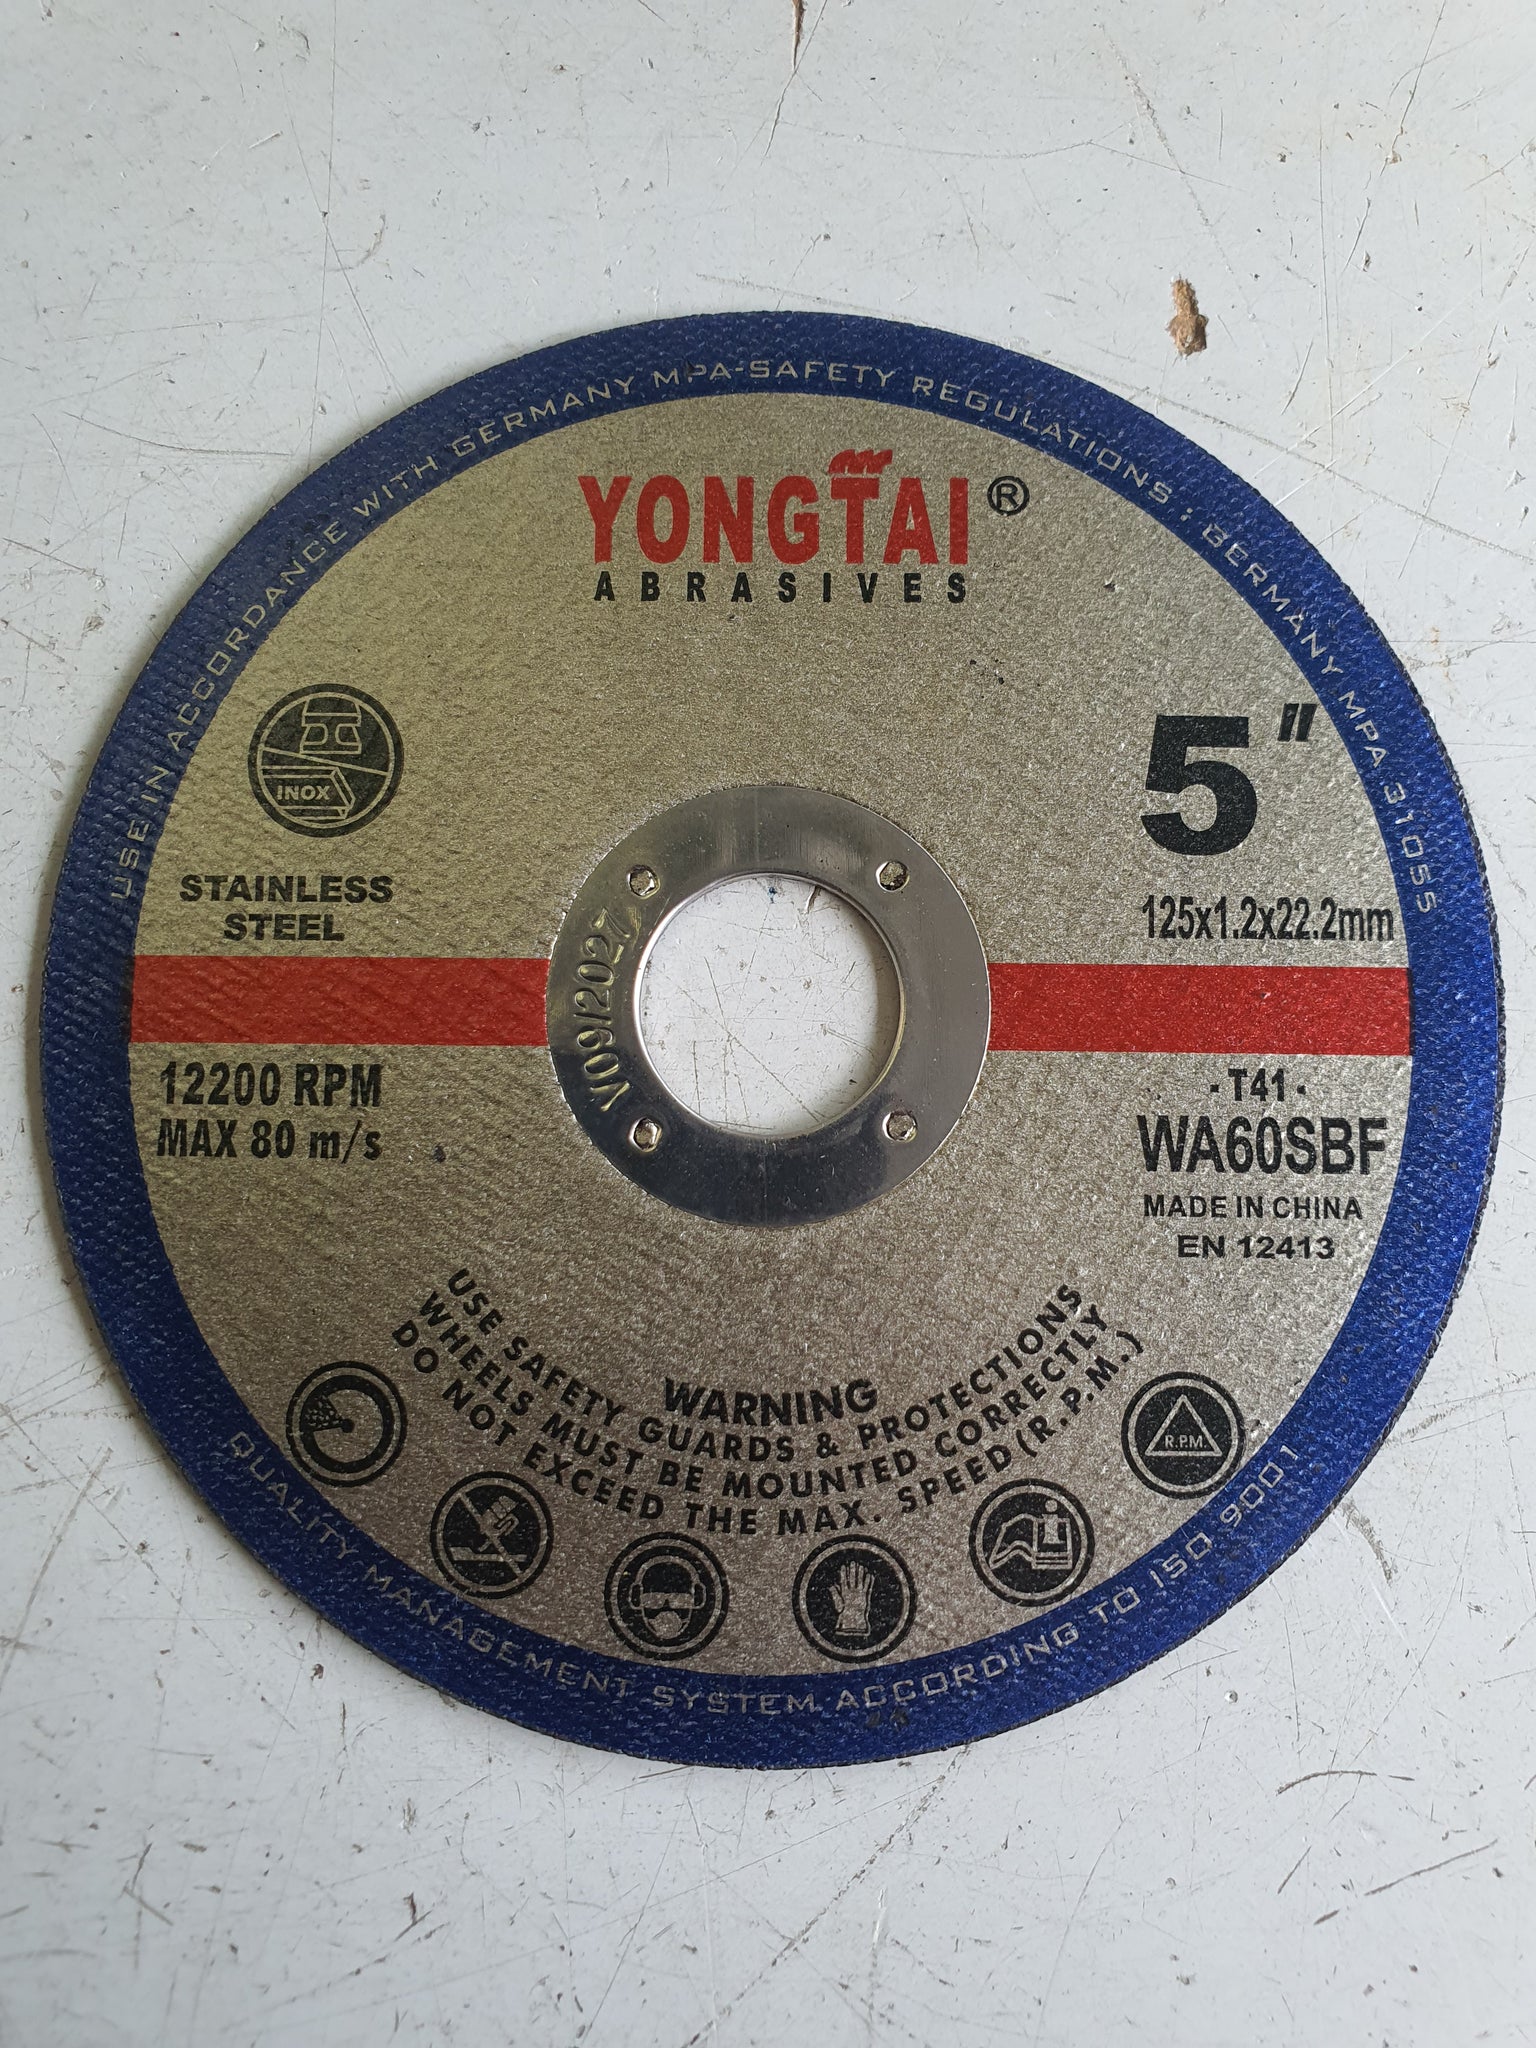 USE IN ACCORDANCE WITH GERMANY MPA-SAFETY REGULATIONS : GERMANY MPA 31055
YONGTAI ®
ABRASIVES
INOX
STAINLESS
STEEL
5"
125x1.2x22.2mm
V09/2027
12200 RPM
MAX 80 m/s
- T41 -
WA60SBF
MADE IN CHINA
EN 12413
WARNING
USE SAFETY GUARDS & PROTECTIONS
WHEELS MUST BE MOUNTED CORRECTLY
DO NOT EXCEED THE MAX. SPEED (R.P.M.)
R.P.M.
QUALITY MANAGEMENT SYSTEM ACCORDING TO ISO 9001